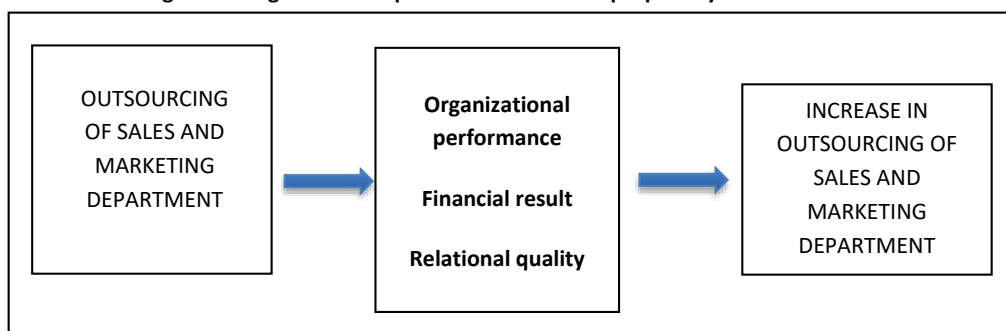 OUTSOURCING
OF SALES AND
MARKETING
DEPARTMENT
Organizational
performance
Financial result
Relational quality
INCREASE IN
OUTSOURCING OF
SALES AND
MARKETING
DEPARTMENT